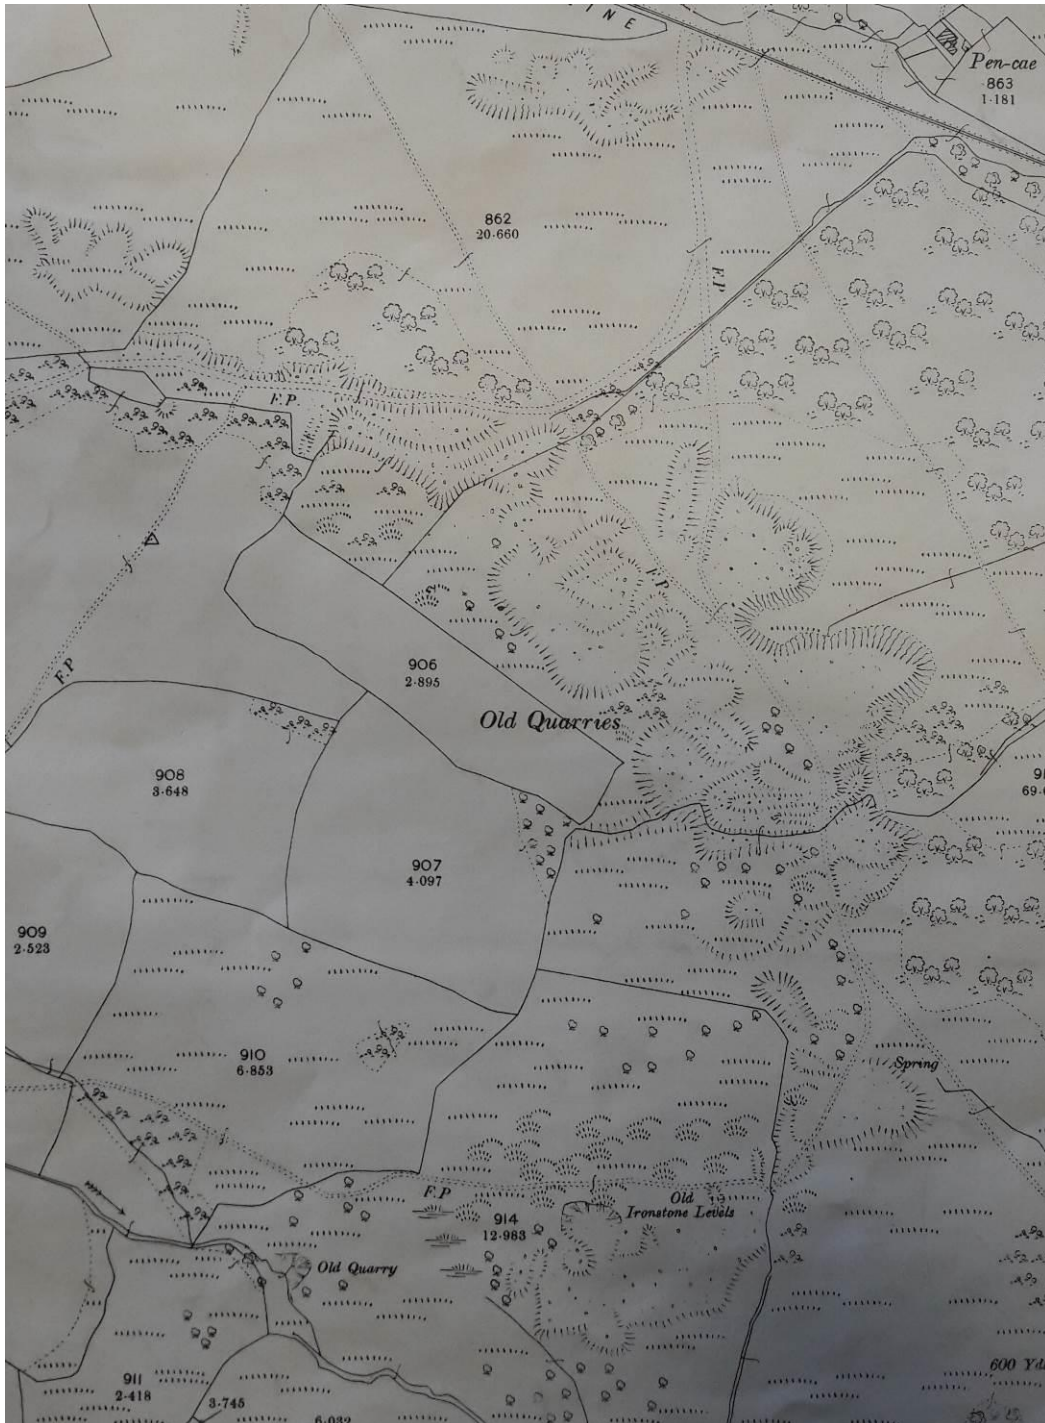 INE
Pen-cae
863
1·181
862
20·660
F.P
F.P.
F.P.
F.P
906
2·895
Old Quarries
908
3·648
907
4·097
909
2·523
910
6·853
Spring
F.P
914
12·983
Old
Ironstone Levels
Old Quarry
911
2·418
3·745
600 Yd